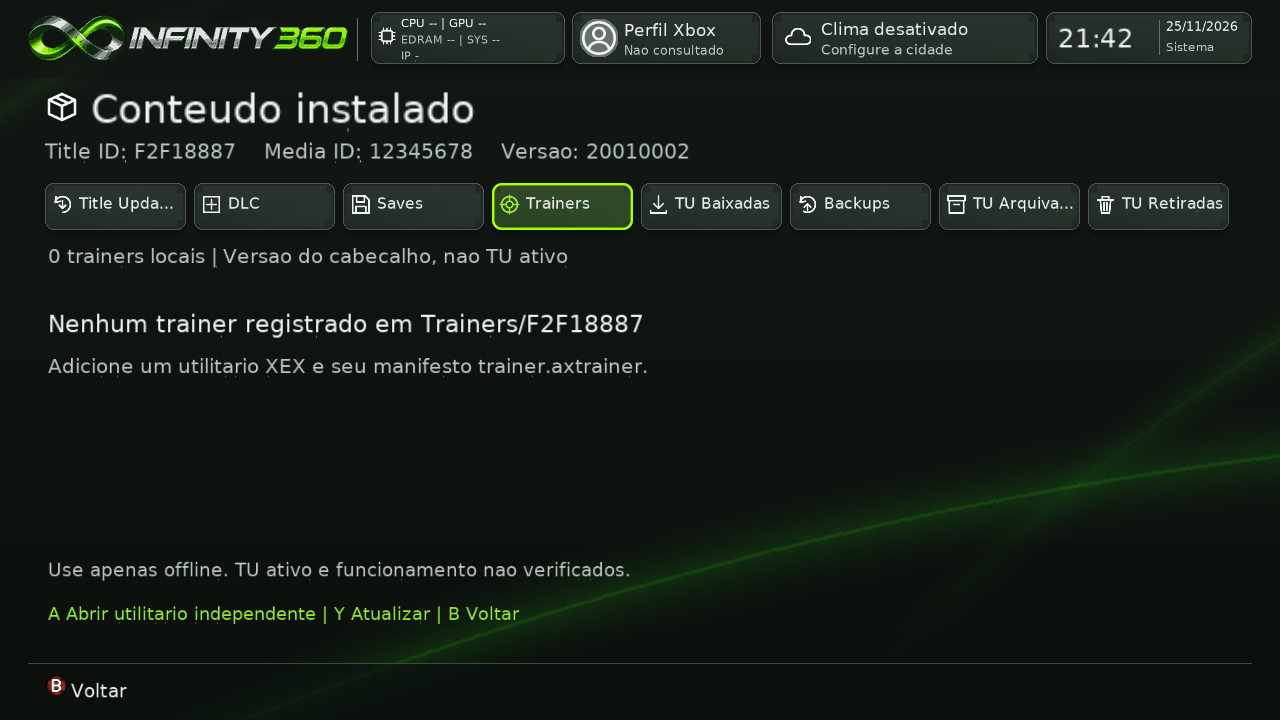 INFINITY 360
CPU -- | GPU --
EDRAM -- | SYS --
IP -
Perfil Xbox
Nao consultado
Clima desativado
Configure a cidade
21:42
25/11/2026
Sistema
Conteudo instalado
Title ID: F2F18887 Media ID: 12345678 Versao: 20010002
Title Upda... DLC Saves Trainers TU Baixadas Backups TU Arquiva... TU Retiradas
0 trainers locais | Versao do cabecalho, nao TU ativo
Nenhum trainer registrado em Trainers/F2F18887
Adicione um utilitario XEX e seu manifesto trainer.axtrainer.
Use apenas offline. TU ativo e funcionamento nao verificados.
A Abrir utilitario independente | Y Atualizar | B Voltar
B Voltar